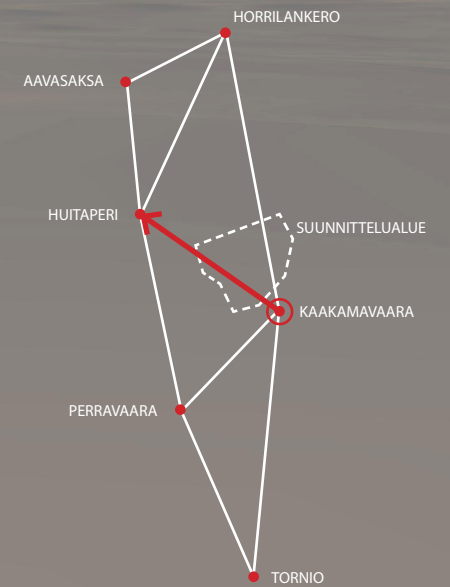 HORRILANKERO
AAVASAKSA
HUITAPERI
SUUNNITTELUALUE
KAAKAMAVAARA
PERRAVAARA
TORNIO